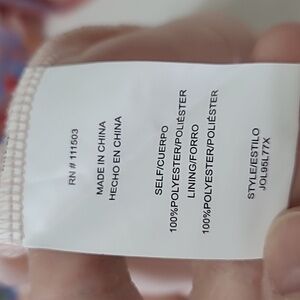 RN # 111503
MADE IN CHINA
HECHO EN CHINA
SELF/CUERPO
100%POLYESTER/POLIÉSTER
LINING/FORRO
100%POLYESTER/POLIÉSTER
STYLE/ESTILO
JOL95L77X